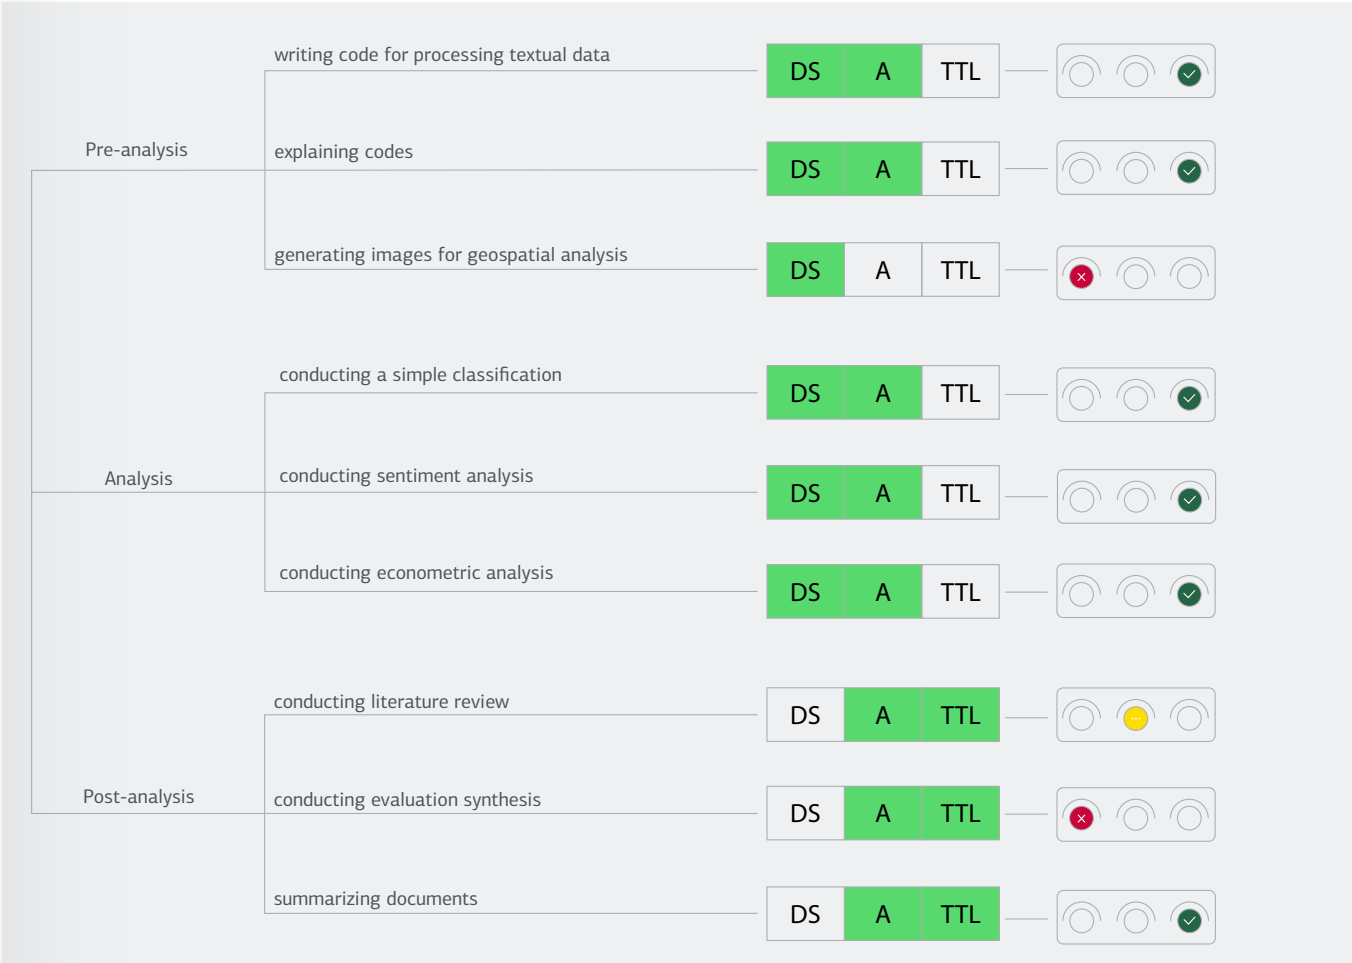 writing code for processing textual data
DS A TTL
Pre-analysis
explaining codes
DS A TTL
generating images for geospatial analysis
DS A TTL
conducting a simple classification
DS A TTL
Analysis
conducting sentiment analysis
DS A TTL
conducting econometric analysis
DS A TTL
conducting literature review
DS A TTL
Post-analysis
conducting evaluation synthesis
DS A TTL
summarizing documents
DS A TTL